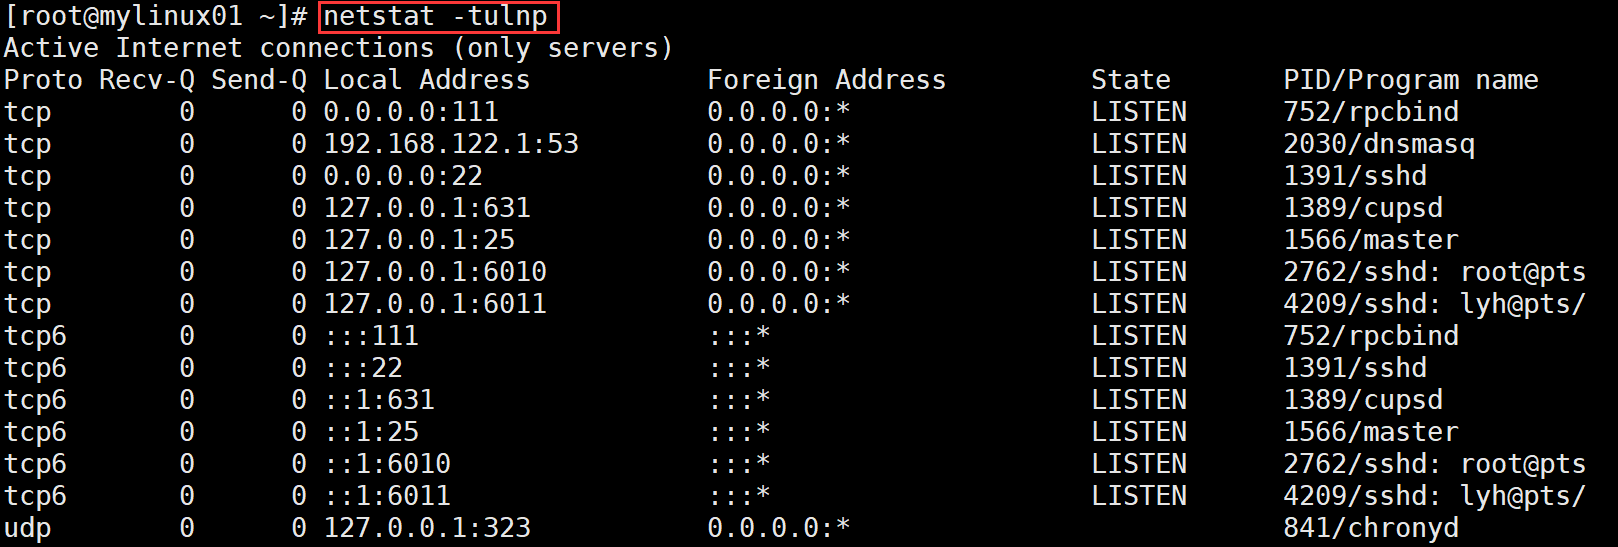 [root@mylinux01 ~]# netstat -tulnp
Active Internet connections (only servers)
Proto Recv-Q Send-Q Local Address           Foreign Address         State       PID/Program name
tcp        0      0 0.0.0.0:111             0.0.0.0:*               LISTEN      752/rpcbind
tcp        0      0 192.168.122.1:53        0.0.0.0:*               LISTEN      2030/dnsmasq
tcp        0      0 0.0.0.0:22              0.0.0.0:*               LISTEN      1391/sshd
tcp        0      0 127.0.0.1:631           0.0.0.0:*               LISTEN      1389/cupsd
tcp        0      0 127.0.0.1:25            0.0.0.0:*               LISTEN      1566/master
tcp        0      0 127.0.0.1:6010          0.0.0.0:*               LISTEN      2762/sshd: root@pts
tcp        0      0 127.0.0.1:6011          0.0.0.0:*               LISTEN      4209/sshd: lyh@pts/
tcp6       0      0 :::111                  :::*                    LISTEN      752/rpcbind
tcp6       0      0 :::22                   :::*                    LISTEN      1391/sshd
tcp6       0      0 ::1:631                 :::*                    LISTEN      1389/cupsd
tcp6       0      0 ::1:25                  :::*                    LISTEN      1566/master
tcp6       0      0 ::1:6010                :::*                    LISTEN      2762/sshd: root@pts
tcp6       0      0 ::1:6011                :::*                    LISTEN      4209/sshd: lyh@pts/
udp        0      0 127.0.0.1:323           0.0.0.0:*                           841/chronyd